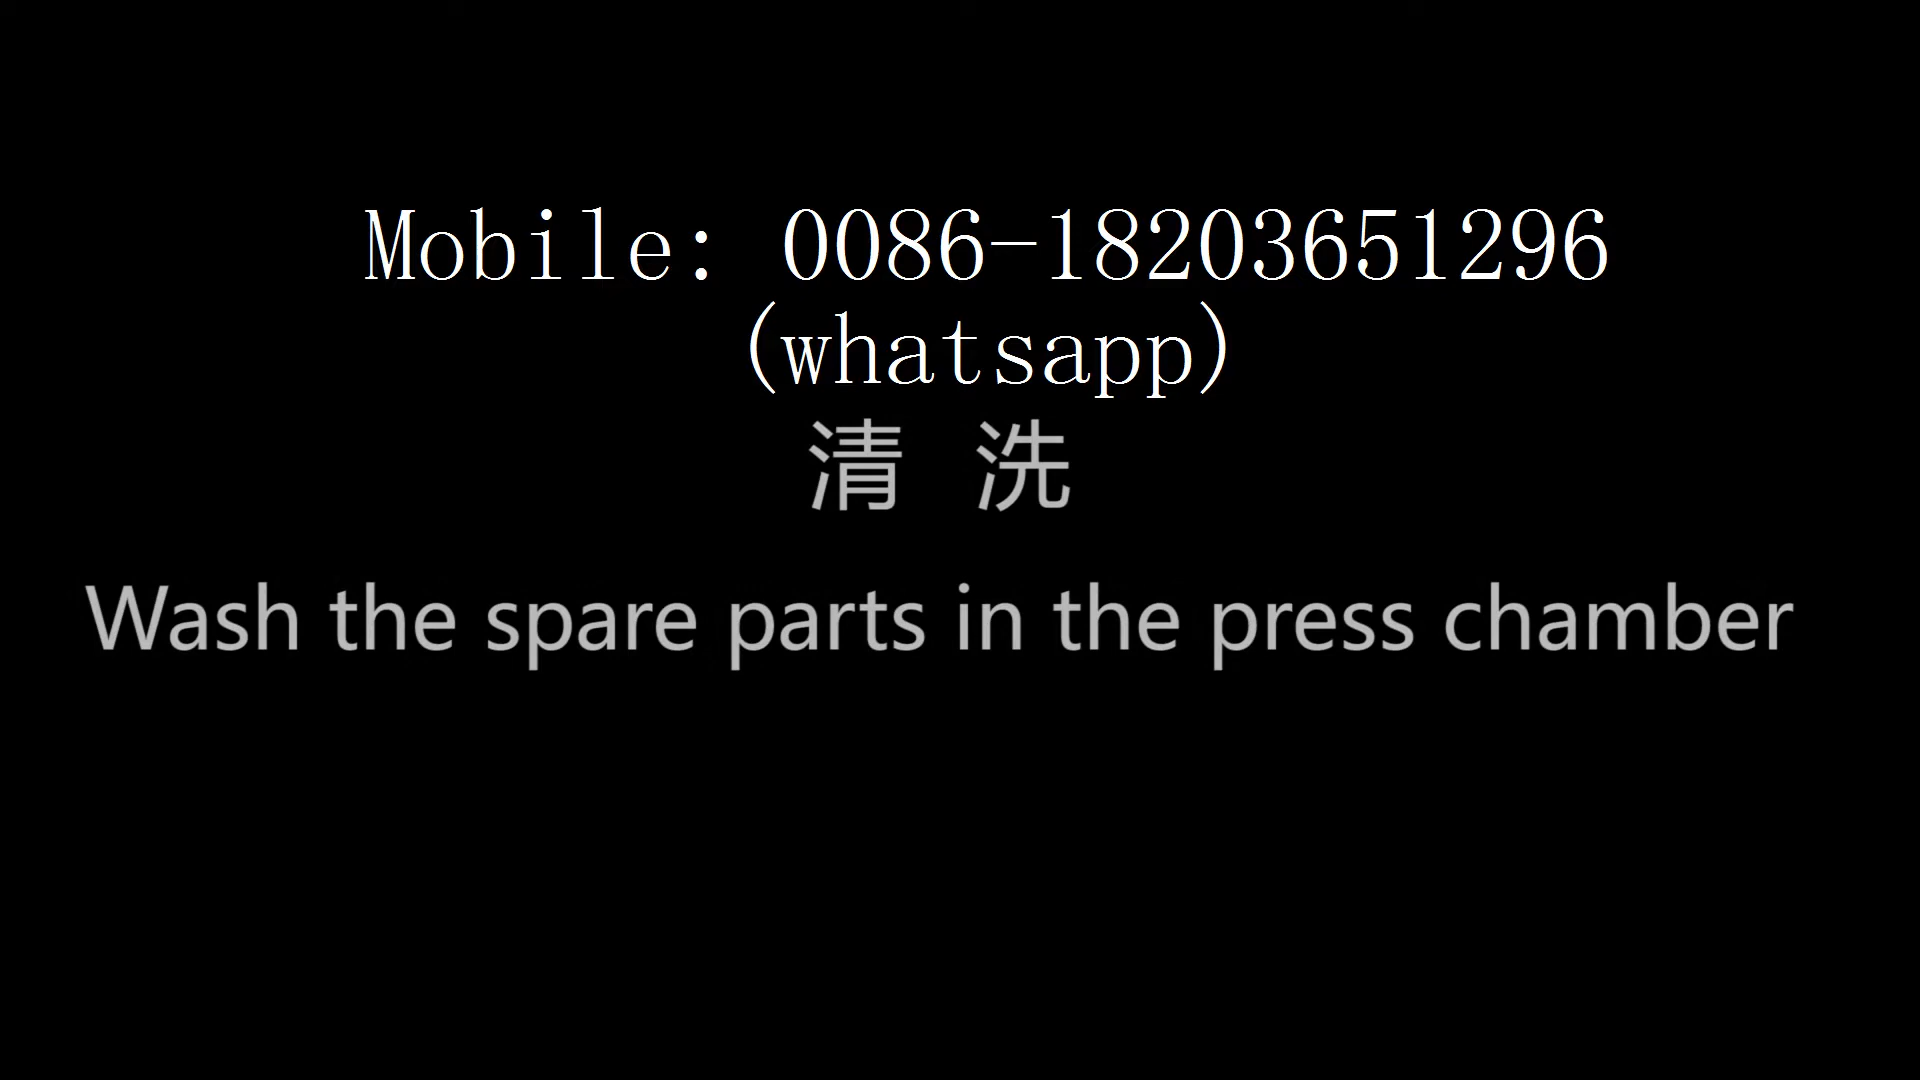 Mobile: 0086-18203651296
(whatsapp)
清 洗
Wash the spare parts in the press chamber